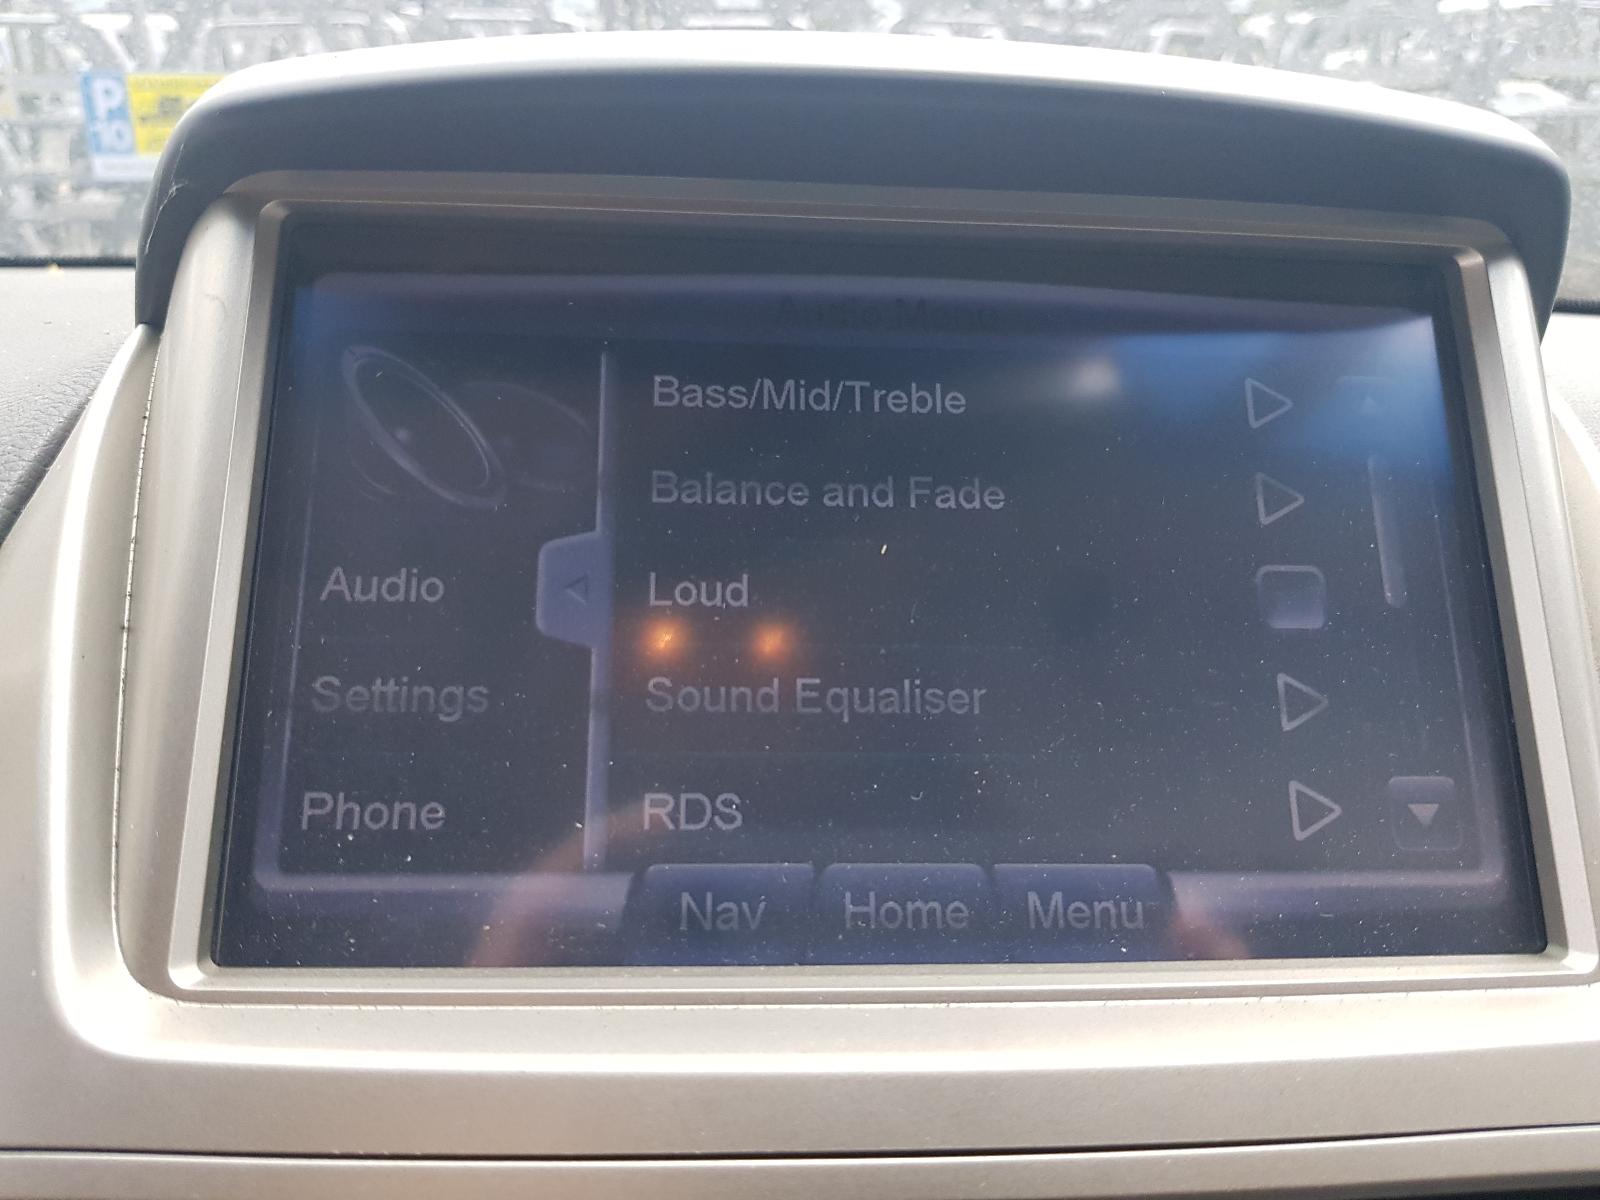 P
10
Audio Menu
Bass/Mid/Treble
Balance and Fade
Audio
Loud
Settings
Sound Equaliser
Phone
RDS
Nav
Home
Menu